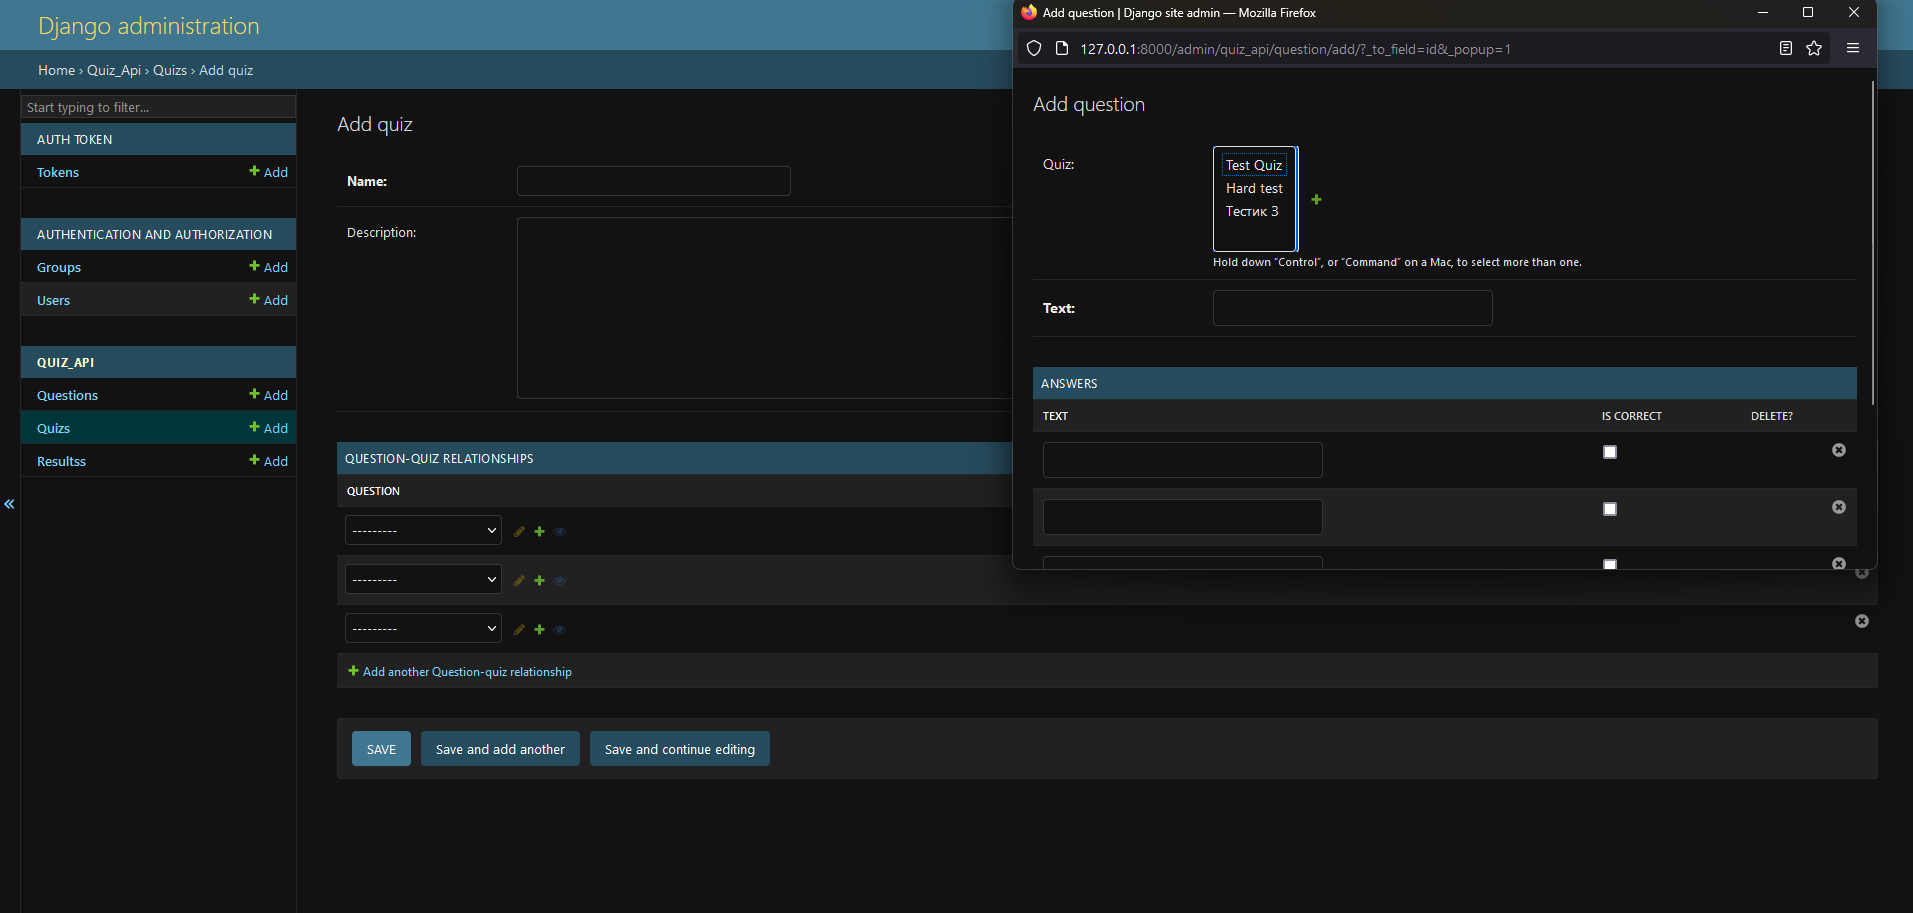 Django administration
Home › Quiz_Api › Quizs › Add quiz
Start typing to filter...
AUTH TOKEN
Tokens
Add
AUTHENTICATION AND AUTHORIZATION
Groups
Add
Users
Add
QUIZ_API
Questions
Add
Quizs
Add
Resultss
Add
«
Add quiz
Name:
Description:
QUESTION-QUIZ RELATIONSHIPS
QUESTION
---------
---------
---------
Add another Question-quiz relationship
SAVE
Save and add another
Save and continue editing
Add question | Django site admin — Mozilla Firefox
127.0.0.1:8000/admin/quiz_api/question/add/?_to_field=id&_popup=1
Add question
Quiz:
Test Quiz
Hard test
Тестик 3
Hold down “Control”, or “Command” on a Mac, to select more than one.
Text:
ANSWERS
TEXT
IS CORRECT
DELETE?